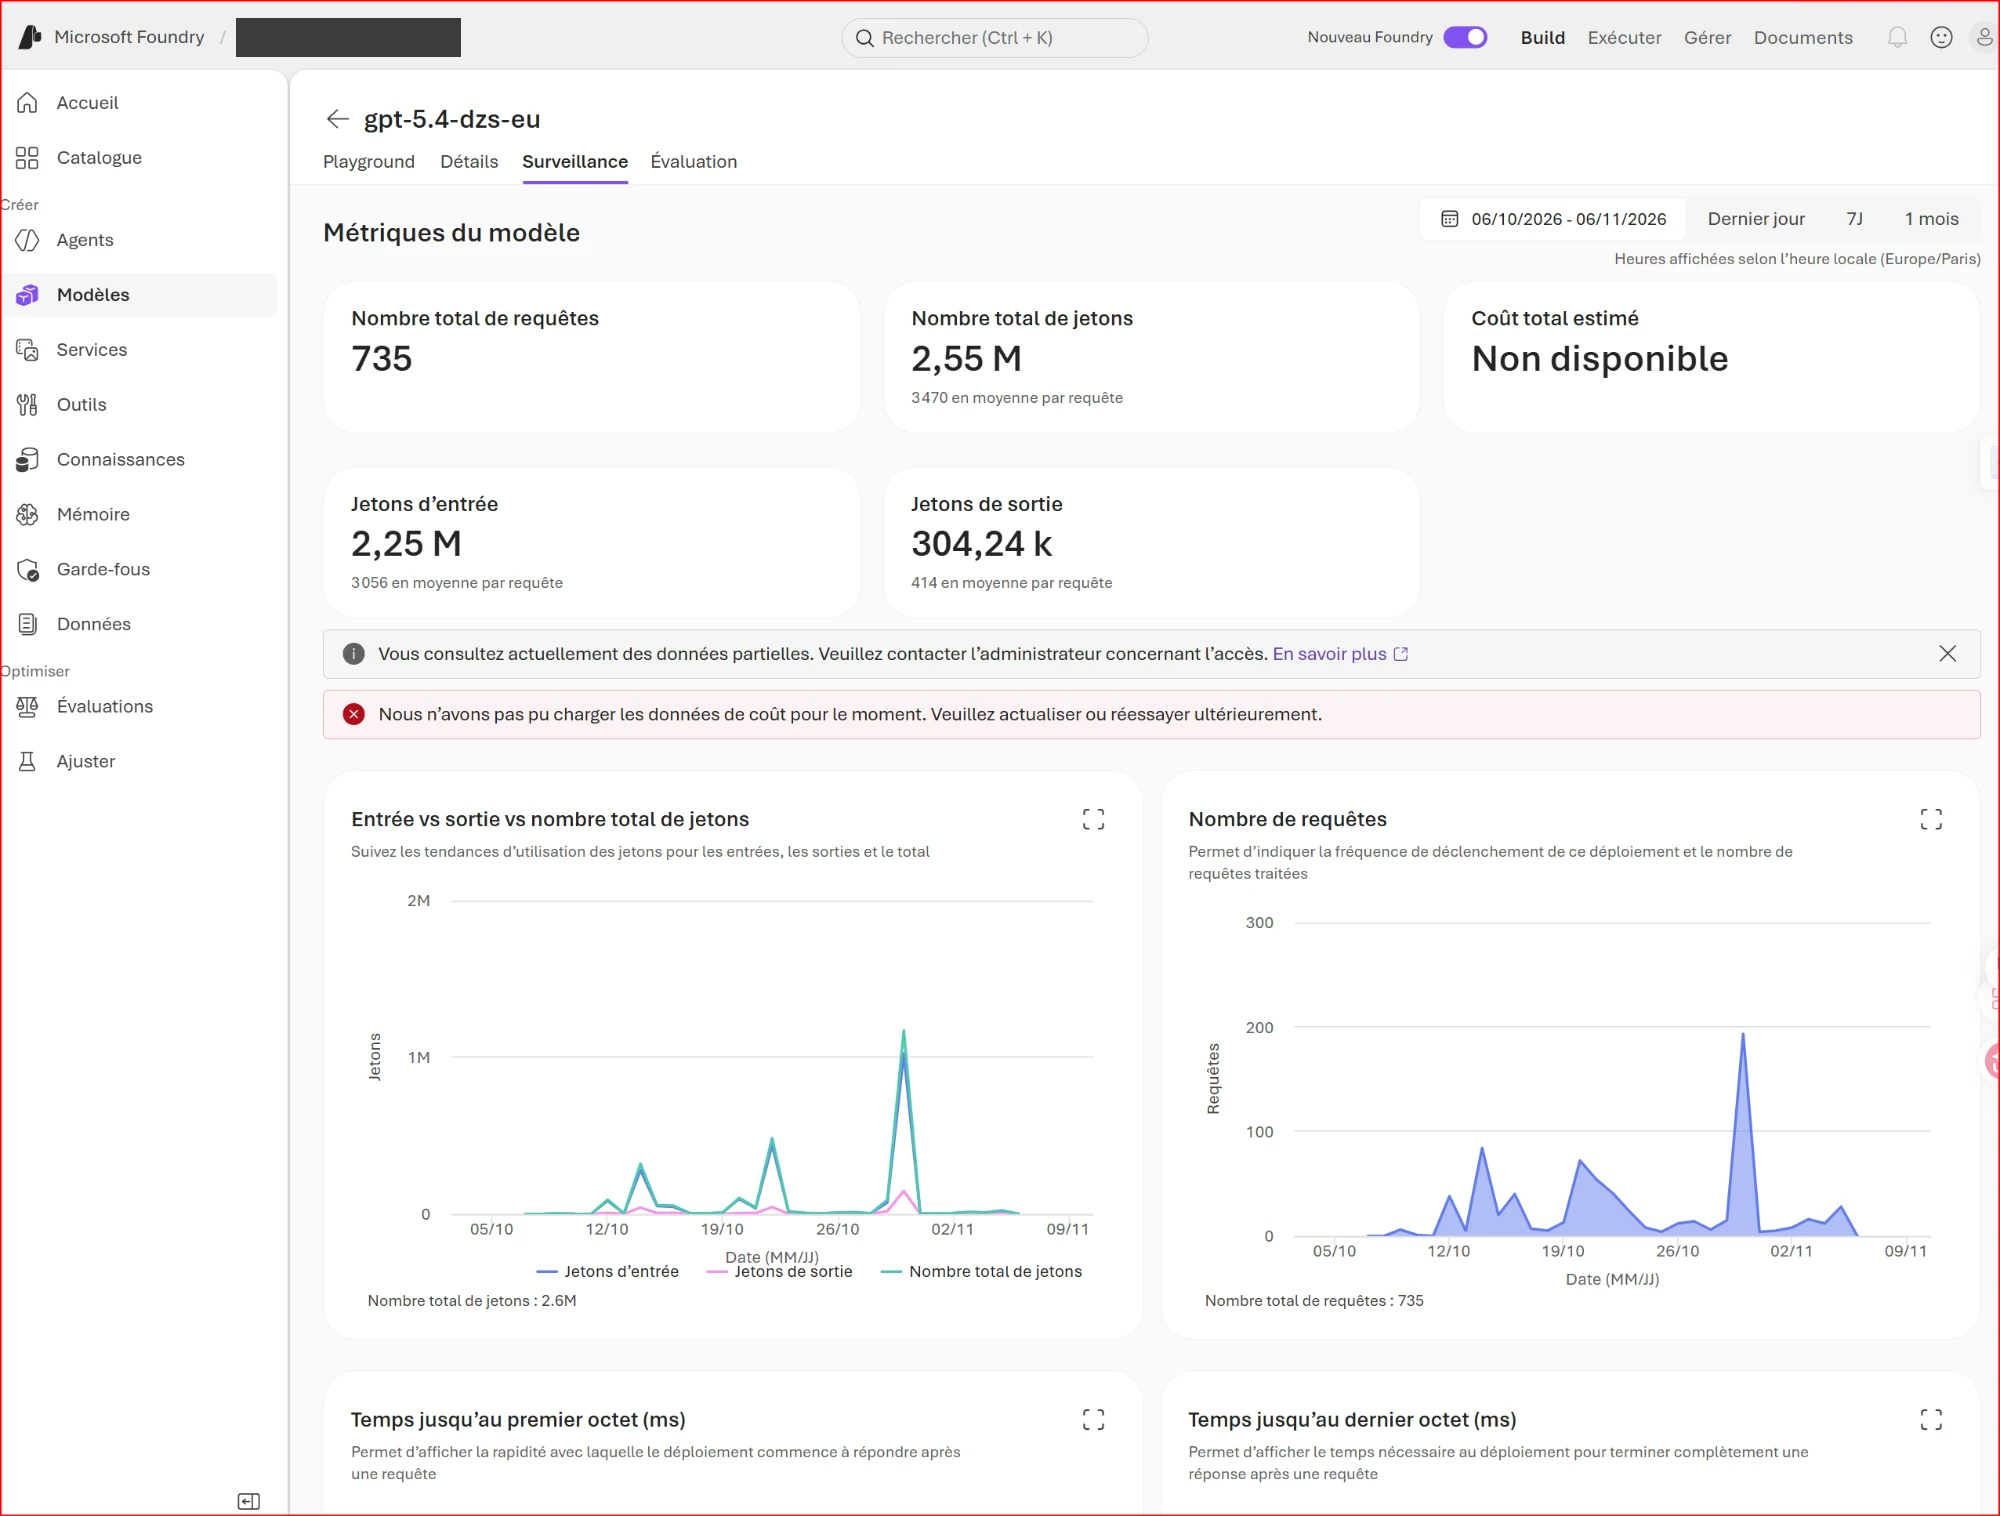 Microsoft Foundry /
Rechercher (Ctrl + K)
Nouveau Foundry
Build
Exécuter
Gérer
Documents
Accueil
Catalogue
Créer
Agents
Modèles
Services
Outils
Connaissances
Mémoire
Garde-fous
Données
Optimiser
Évaluations
Ajuster
gpt-5.4-dzs-eu
Playground
Détails
Surveillance
Évaluation
Métriques du modèle
06/10/2026 - 06/11/2026
Dernier jour
7J
1 mois
Heures affichées selon l’heure locale (Europe/Paris)
Nombre total de requêtes
735
Nombre total de jetons
2,55 M
3 470 en moyenne par requête
Coût total estimé
Non disponible
Jetons d’entrée
2,25 M
3 056 en moyenne par requête
Jetons de sortie
304,24 k
414 en moyenne par requête
Vous consultez actuellement des données partielles. Veuillez contacter l’administrateur concernant l’accès. En savoir plus
Nous n’avons pas pu charger les données de coût pour le moment. Veuillez actualiser ou réessayer ultérieurement.
Entrée vs sortie vs nombre total de jetons
Suivez les tendances d’utilisation des jetons pour les entrées, les sorties et le total
2M
1M
0
Jetons
05/10
12/10
19/10
26/10
02/11
09/11
Date (MM/JJ)
Jetons d’entrée
Jetons de sortie
Nombre total de jetons
Nombre total de jetons : 2.6M
Nombre de requêtes
Permet d’indiquer la fréquence de déclenchement de ce déploiement et le nombre de
requêtes traitées
300
200
100
0
Requêtes
05/10
12/10
19/10
26/10
02/11
09/11
Date (MM/JJ)
Nombre total de requêtes : 735
Temps jusqu’au premier octet (ms)
Permet d’afficher la rapidité avec laquelle le déploiement commence à répondre après
une requête
Temps jusqu’au dernier octet (ms)
Permet d’afficher le temps nécessaire au déploiement pour terminer complètement une
réponse après une requête